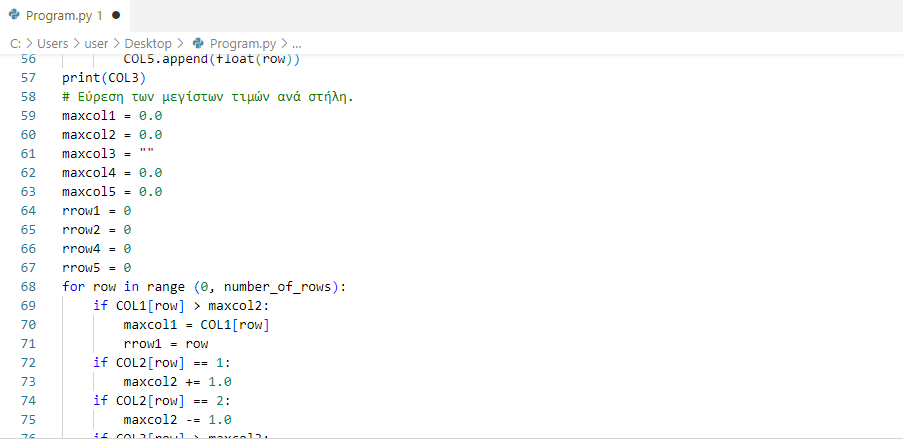 Program.py 1
C: > Users > user > Desktop > Program.py > ...
56 COL5.append(float(row))
57 print(COL3)
58 # Εύρεση των μεγίστων τιμών ανά στήλη.
59 maxcol1 = 0.0
60 maxcol2 = 0.0
61 maxcol3 = ""
62 maxcol4 = 0.0
63 maxcol5 = 0.0
64 rrow1 = 0
65 rrow2 = 0
66 rrow4 = 0
67 rrow5 = 0
68 for row in range (0, number_of_rows):
69 if COL1[row] > maxcol2:
70 maxcol1 = COL1[row]
71 rrow1 = row
72 if COL2[row] == 1:
73 maxcol2 += 1.0
74 if COL2[row] == 2:
75 maxcol2 -= 1.0
76 if COL3[row] > maxcol3: